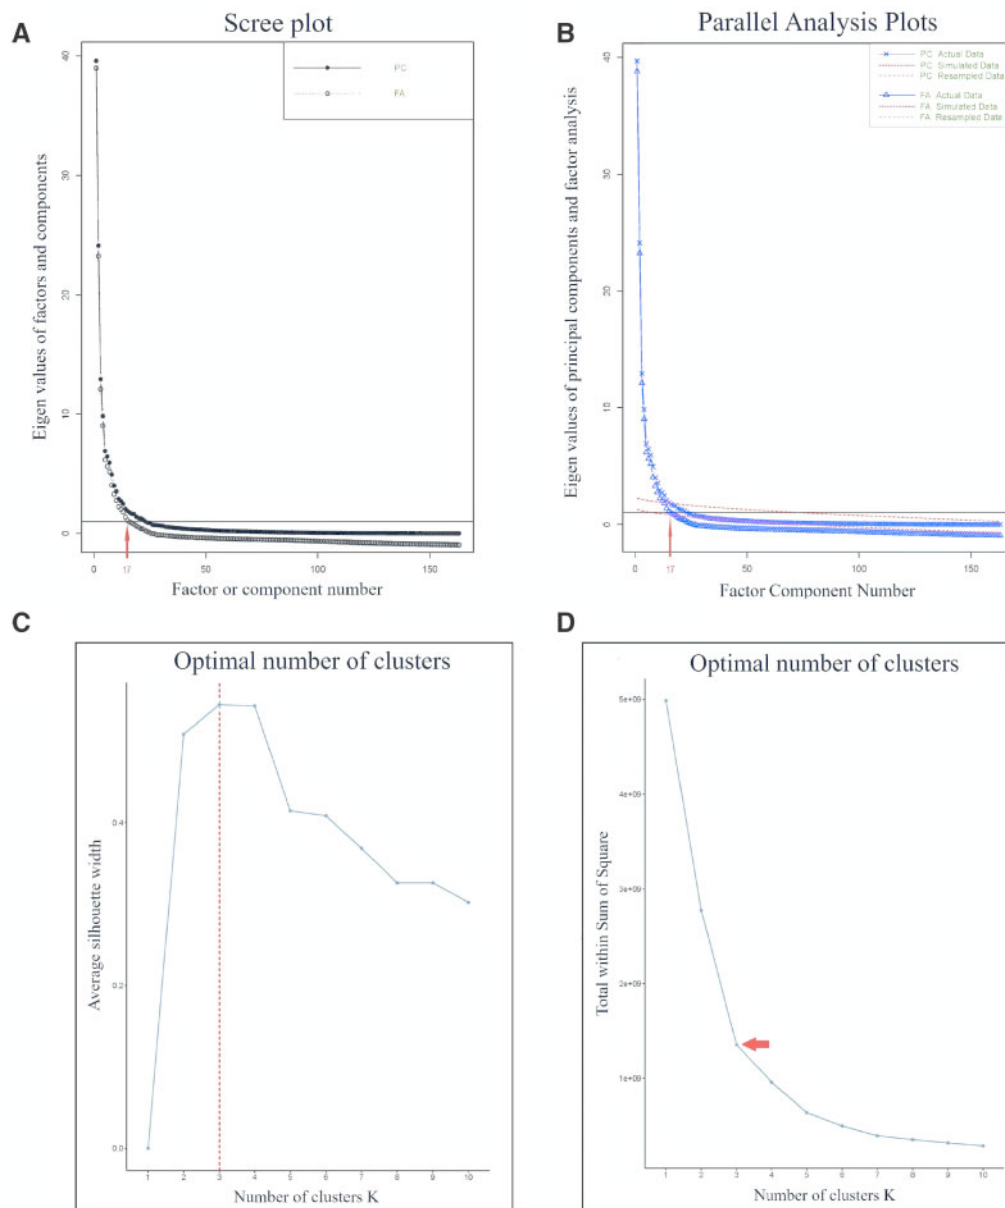 A
Scree plot
PC
FA
Eigen values of factors and components
40
30
20
10
0
0 50 100 150
17
Factor or component number
B
Parallel Analysis Plots
PC Actual Data
PC Simulated Data
PC Resampled Data
FA Actual Data
FA Simulated Data
FA Resampled Data
Eigen values of principal components and factor analysis
40
30
20
10
0
0 50 100 150
17
Factor Component Number
C
Optimal number of clusters
Average silhouette width
0.4
0.2
0.0
1 2 3 4 5 6 7 8 9 10
Number of clusters K
D
Optimal number of clusters
Total within Sum of Square
5e+09
4e+09
3e+09
2e+09
1e+09
1 2 3 4 5 6 7 8 9 10
Number of clusters K